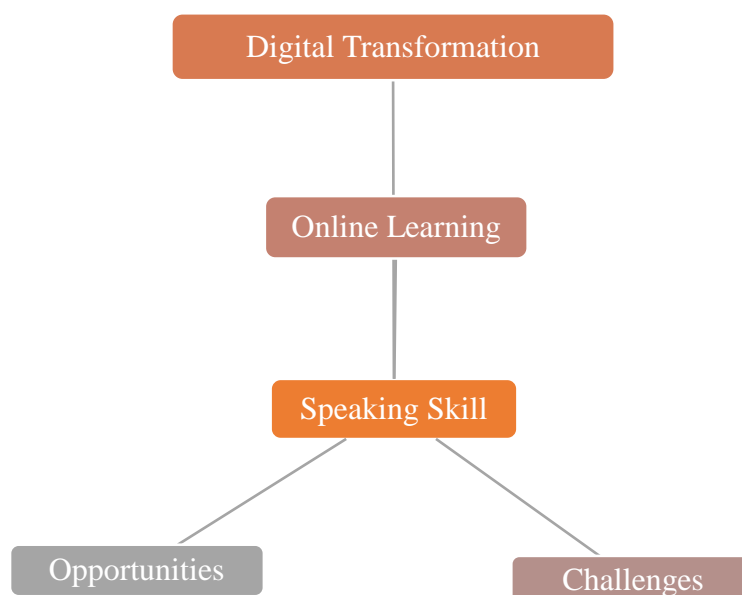 Digital Transformation
Online Learning
Speaking Skill
Opportunities
Challenges